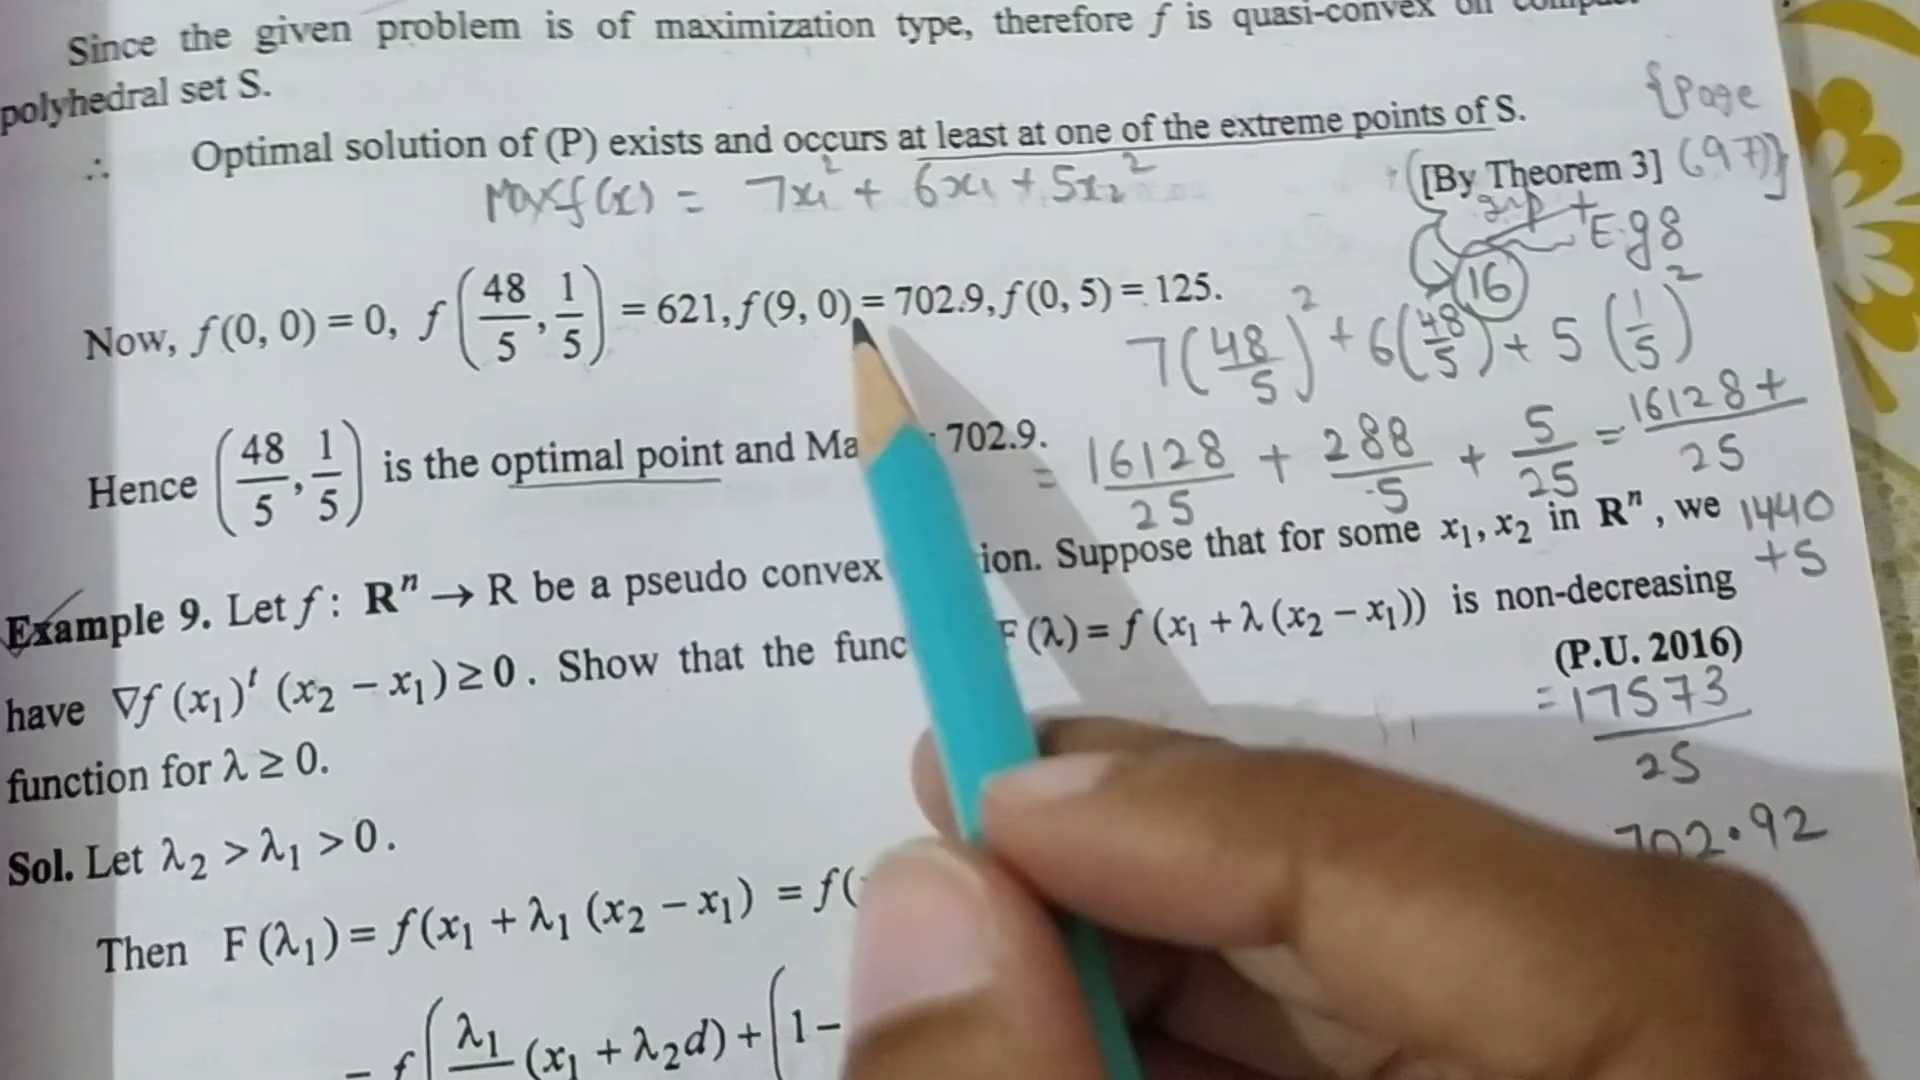 Since the given problem is of maximization type, therefore f is quasi-convex on compact
polyhedral set S.
{Page
∴ Optimal solution of (P) exists and occurs at least at one of the extreme points of S.
[By Theorem 3] (97)}
Max f(x) = 7x₁² + 6x₁ + 5x₂²
E.g 8
16
Now, f(0, 0) = 0, f(48/5, 1/5) = 621, f(9, 0) = 702.9, f(0, 5) = 125.
7(48/5)² + 6(48/5) + 5(1/5)²
Hence (48/5, 1/5) is the optimal point and Ma 702.9.
= 16128/25 + 288/5 + 5/25 = 16128 + 1440 + 5 / 25
Example 9. Let f : Rⁿ → R be a pseudo convex ion. Suppose that for some x₁, x₂ in Rⁿ, we
have ∇f (x₁)ᵗ (x₂ − x₁) ≥ 0. Show that the func F (λ) = f (x₁ + λ (x₂ − x₁)) is non-decreasing
function for λ ≥ 0.
(P.U. 2016)
= 17573/25
702.92
Sol. Let λ₂ > λ₁ > 0.
Then F (λ₁) = f(x₁ + λ₁ (x₂ − x₁) = f(
= f(λ₁ (x₁ + λ₂d) + (1 −